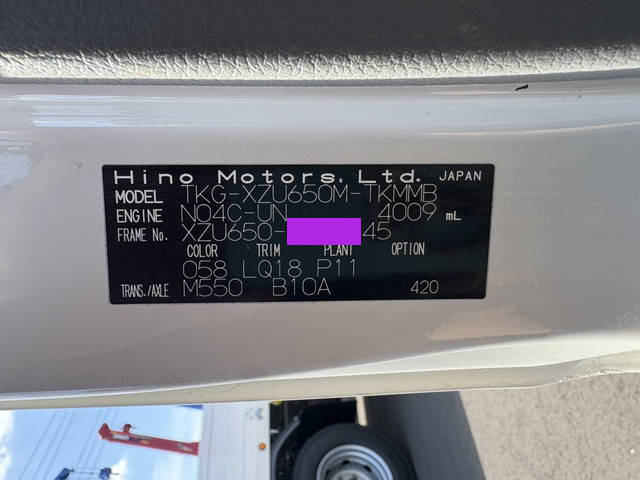 Hino Motors, Ltd. JAPAN
MODEL TKG-XZU650M-TKMMB
ENGINE N04C-UN 4009 mL
FRAME No. XZU650- 45
COLOR TRIM PLANT OPTION
058 LQ18 P11
TRANS./AXLE M550 B10A 420